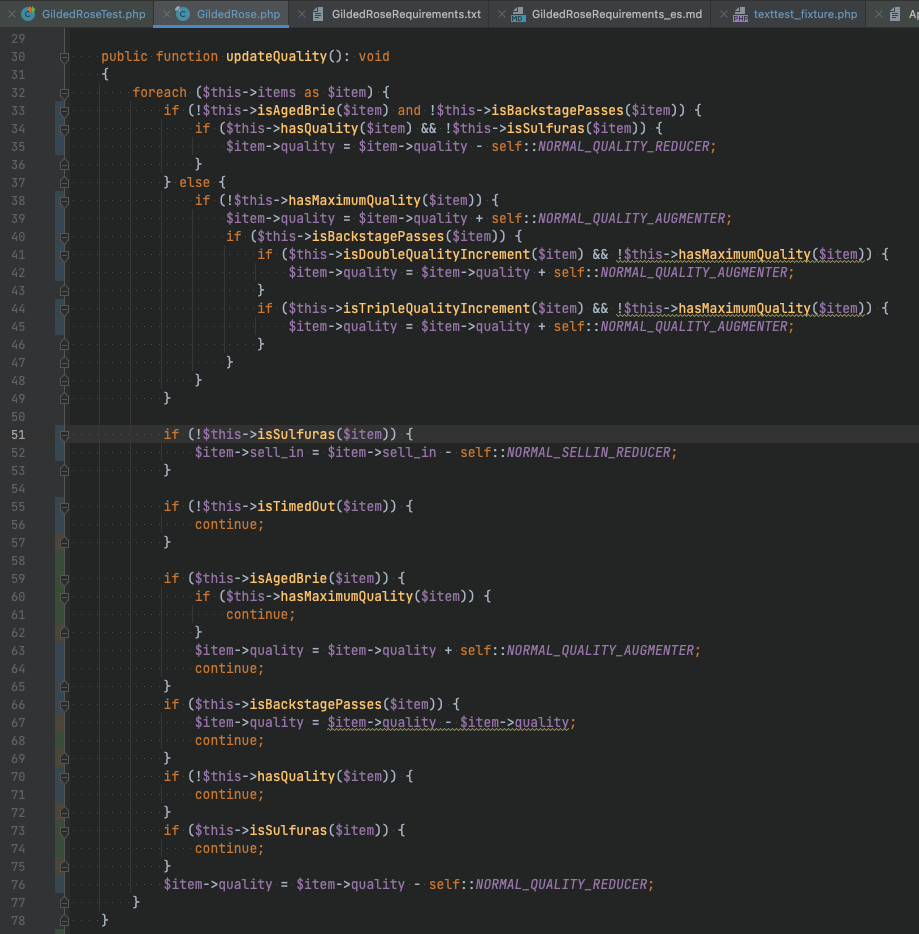 GildedRoseTest.php GildedRose.php GildedRoseRequirements.txt GildedRoseRequirements_es.md texttest_fixture.php
29
30 public function updateQuality(): void
31 {
32 foreach ($this->items as $item) {
33 if (!$this->isAgedBrie($item) and !$this->isBackstagePasses($item)) {
34 if ($this->hasQuality($item) && !$this->isSulfuras($item)) {
35 $item->quality = $item->quality - self::NORMAL_QUALITY_REDUCER;
36 }
37 } else {
38 if (!$this->hasMaximumQuality($item)) {
39 $item->quality = $item->quality + self::NORMAL_QUALITY_AUGMENTER;
40 if ($this->isBackstagePasses($item)) {
41 if ($this->isDoubleQualityIncrement($item) && !$this->hasMaximumQuality($item)) {
42 $item->quality = $item->quality + self::NORMAL_QUALITY_AUGMENTER;
43 }
44 if ($this->isTripleQualityIncrement($item) && !$this->hasMaximumQuality($item)) {
45 $item->quality = $item->quality + self::NORMAL_QUALITY_AUGMENTER;
46 }
47 }
48 }
49 }
50
51 if (!$this->isSulfuras($item)) {
52 $item->sell_in = $item->sell_in - self::NORMAL_SELLIN_REDUCER;
53 }
54
55 if (!$this->isTimedOut($item)) {
56 continue;
57 }
58
59 if ($this->isAgedBrie($item)) {
60 if ($this->hasMaximumQuality($item)) {
61 continue;
62 }
63 $item->quality = $item->quality + self::NORMAL_QUALITY_AUGMENTER;
64 continue;
65 }
66 if ($this->isBackstagePasses($item)) {
67 $item->quality = $item->quality - $item->quality;
68 continue;
69 }
70 if (!$this->hasQuality($item)) {
71 continue;
72 }
73 if ($this->isSulfuras($item)) {
74 continue;
75 }
76 $item->quality = $item->quality - self::NORMAL_QUALITY_REDUCER;
77 }
78 }